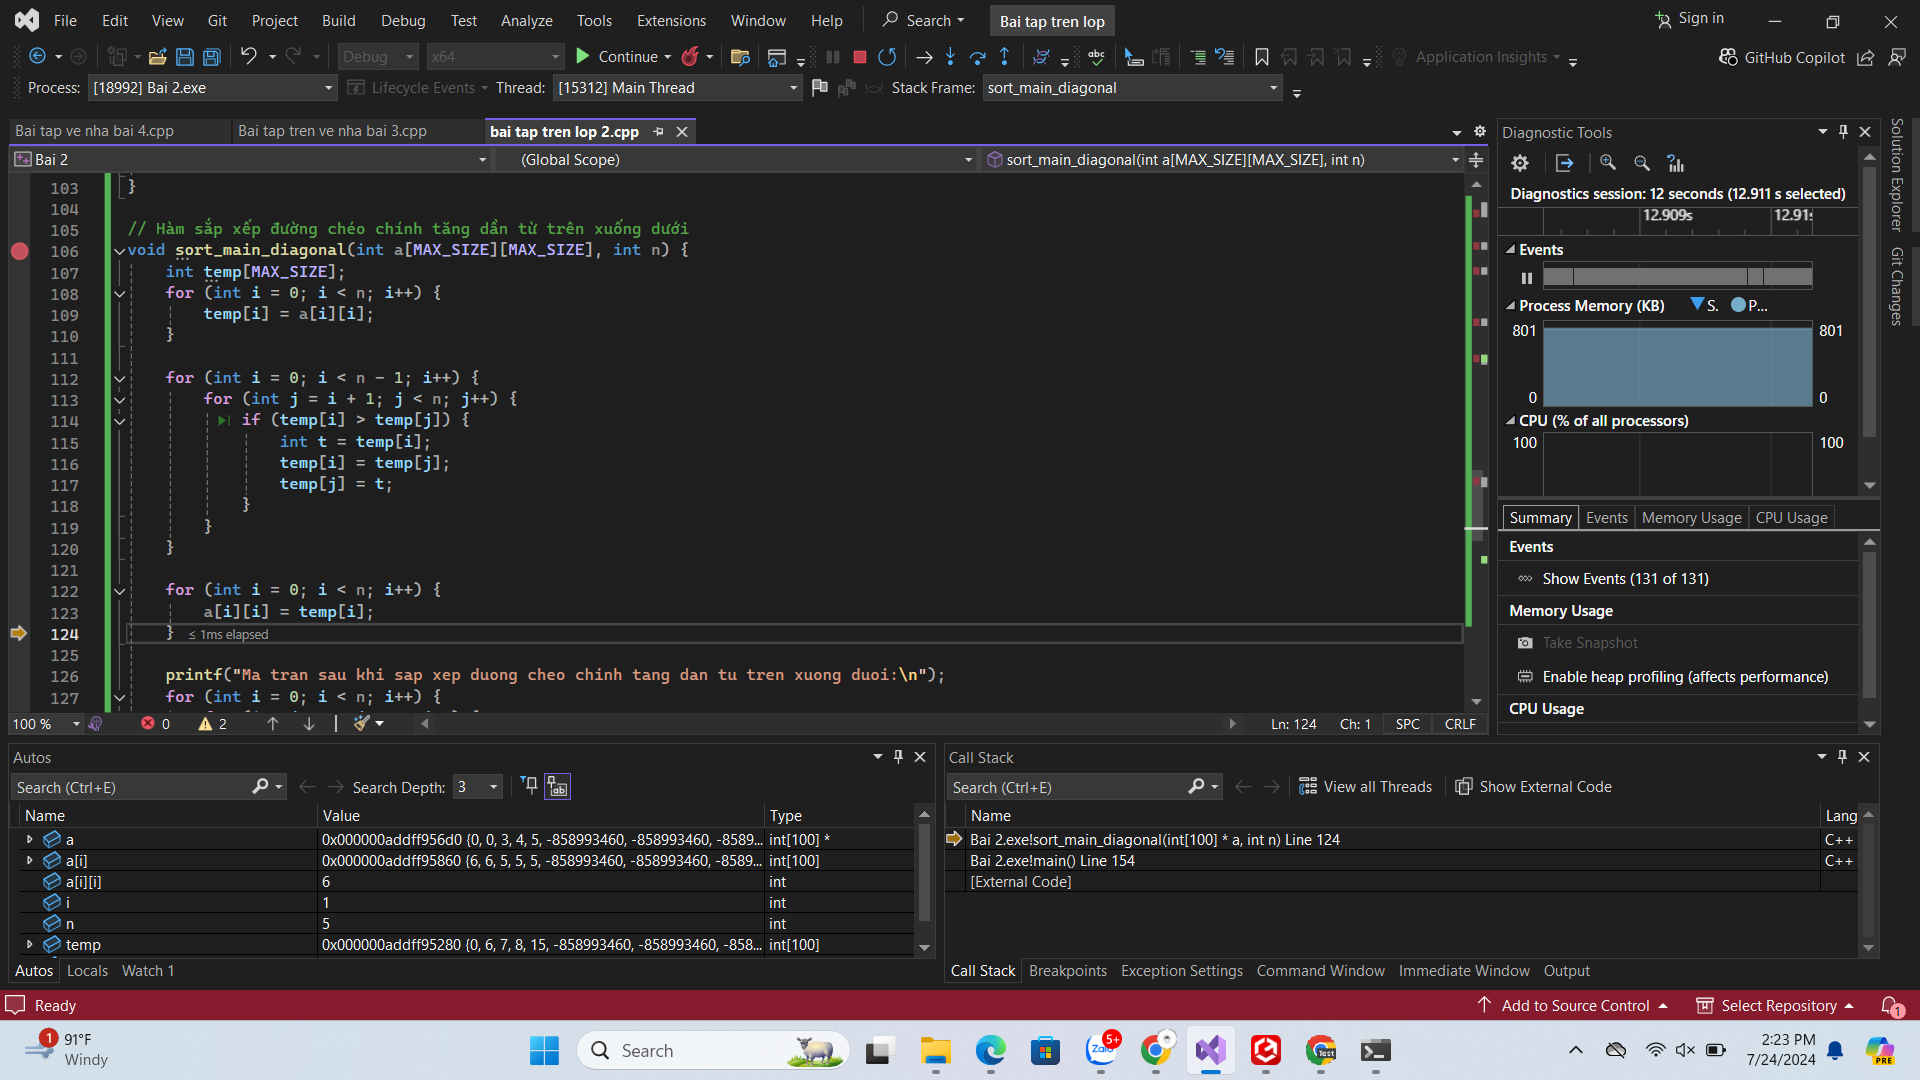 File Edit View Git Project Build Debug Test Analyze Tools Extensions Window Help Search Bai tap tren lop Sign in
Debug x64 Continue Application Insights GitHub Copilot
Process: [18992] Bai 2.exe Lifecycle Events Thread: [15312] Main Thread Stack Frame: sort_main_diagonal
Bai tap ve nha bai 4.cpp Bai tap tren ve nha bai 3.cpp bai tap tren lop 2.cpp
Bai 2 (Global Scope) sort_main_diagonal(int a[MAX_SIZE][MAX_SIZE], int n)
103 }
104
105 // Hàm sắp xếp đường chéo chính tăng dần từ trên xuống dưới
106 void sort_main_diagonal(int a[MAX_SIZE][MAX_SIZE], int n) {
107 int temp[MAX_SIZE];
108 for (int i = 0; i < n; i++) {
109 temp[i] = a[i][i];
110 }
111
112 for (int i = 0; i < n - 1; i++) {
113 for (int j = i + 1; j < n; j++) {
114 if (temp[i] > temp[j]) {
115 int t = temp[i];
116 temp[i] = temp[j];
117 temp[j] = t;
118 }
119 }
120 }
121
122 for (int i = 0; i < n; i++) {
123 a[i][i] = temp[i];
124 } ≤ 1ms elapsed
125
126 printf("Ma tran sau khi sap xep duong cheo chinh tang dan tu tren xuong duoi:\n");
127 for (int i = 0; i < n; i++) {
100 % 0 2 Ln: 124 Ch: 1 SPC CRLF
Diagnostic Tools
Diagnostics session: 12 seconds (12.911 s selected)
12.909s 12.91
Events
Process Memory (KB) S. P...
801 801
0 0
CPU (% of all processors)
100 100
Summary Events Memory Usage CPU Usage
Events
Show Events (131 of 131)
Memory Usage
Take Snapshot
Enable heap profiling (affects performance)
CPU Usage
Solution Explorer
Git Changes
Autos
Search (Ctrl+E) Search Depth: 3
Name Value Type
a 0x000000addff956d0 {0, 0, 3, 4, 5, -858993460, -858993460, -8589... int[100] *
a[i] 0x000000addff95860 {6, 6, 5, 5, 5, -858993460, -858993460, -8589... int[100]
a[i][i] 6 int
i 1 int
n 5 int
temp 0x000000addff95280 {0, 6, 7, 8, 15, -858993460, -858993460, -858... int[100]
Autos Locals Watch 1
Call Stack
Search (Ctrl+E) View all Threads Show External Code
Name Lang
Bai 2.exe!sort_main_diagonal(int[100] * a, int n) Line 124 C++
Bai 2.exe!main() Line 154 C++
[External Code]
Call Stack Breakpoints Exception Settings Command Window Immediate Window Output
Ready Add to Source Control Select Repository 1
1 91°F
Windy
Search
5+
Zalo
Test
PRE
2:23 PM
7/24/2024